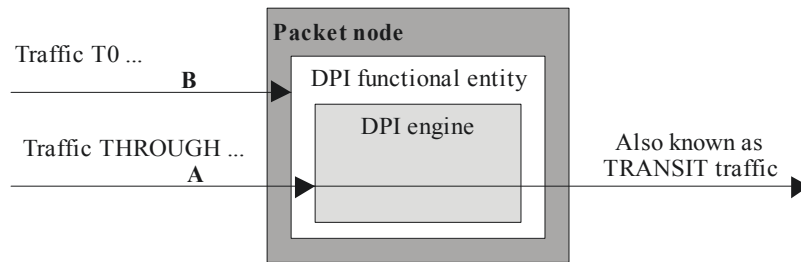 Packet node
Traffic T0 ...
B
DPI functional entity
DPI engine
Traffic THROUGH ...
A
Also known as
TRANSIT traffic